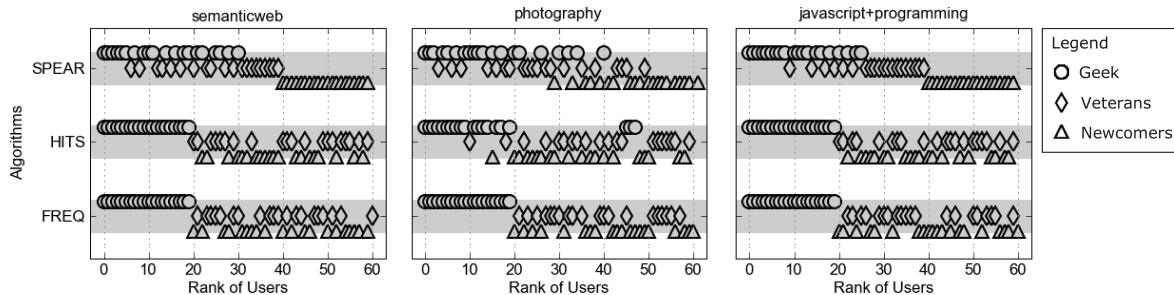 semanticweb
photography
javascript+programming
Algorithms
SPEAR
HITS
FREQ
0 10 20 30 40 50 60
Rank of Users
0 10 20 30 40 50 60
Rank of Users
0 10 20 30 40 50 60
Rank of Users
Legend
Geek
Veterans
Newcomers